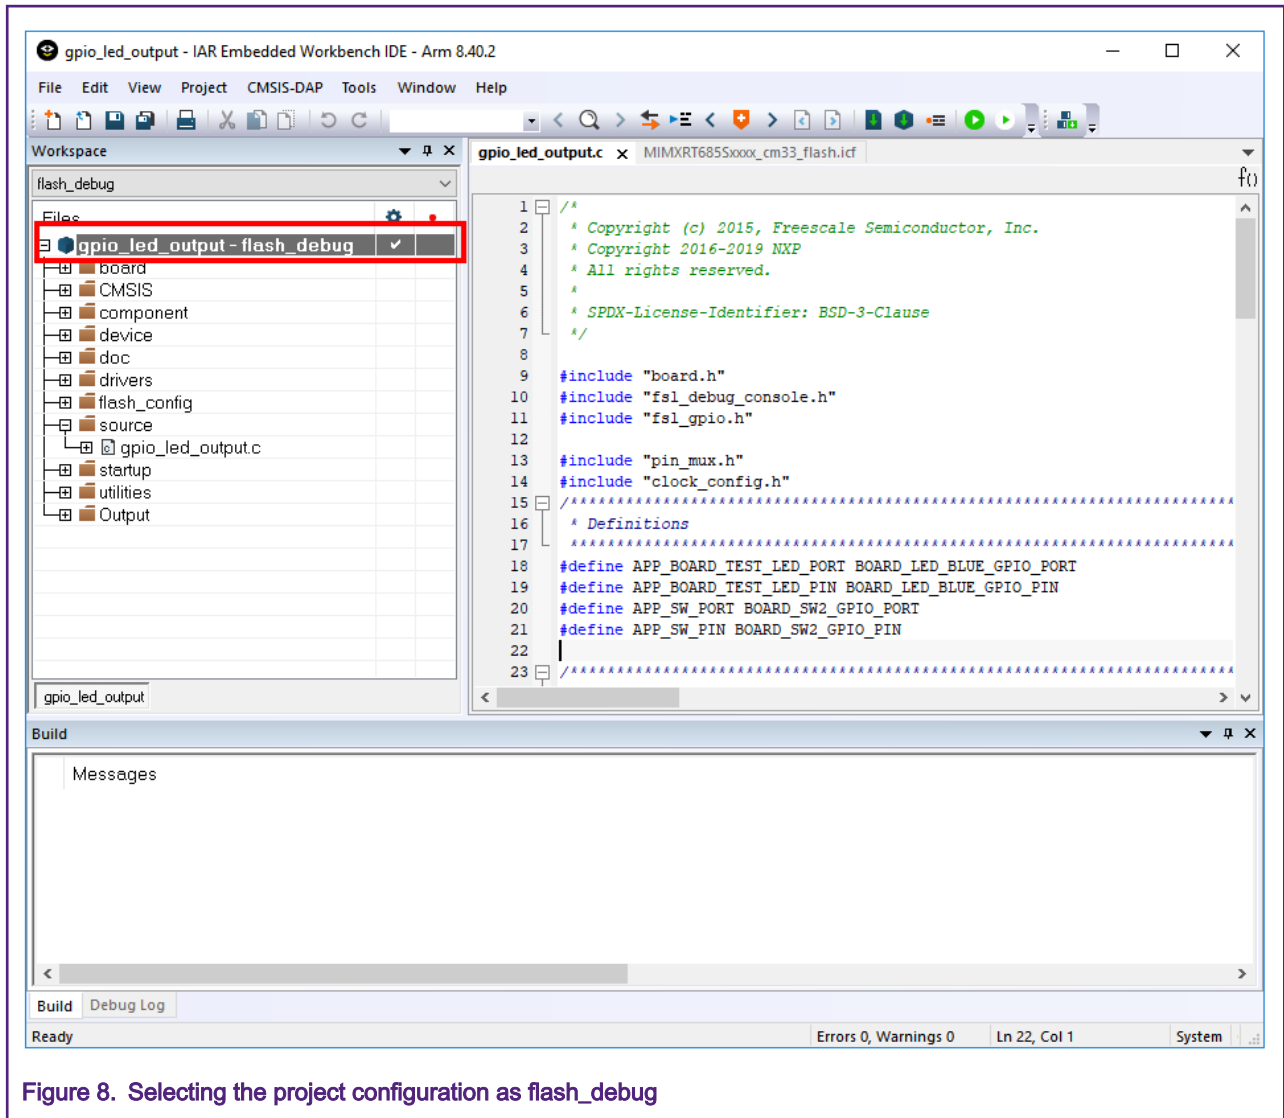 gpio_led_output - IAR Embedded Workbench IDE - Arm 8.40.2
File Edit View Project CMSIS-DAP Tools Window Help
Workspace
flash_debug
Files
gpio_led_output - flash_debug
board
CMSIS
component
device
doc
drivers
flash_config
source
gpio_led_output.c
startup
utilities
Output
gpio_led_output
gpio_led_output.c MIMXRT685Sxxxx_cm33_flash.icf
f()
1 /*
2 * Copyright (c) 2015, Freescale Semiconductor, Inc.
3 * Copyright 2016-2019 NXP
4 * All rights reserved.
5 *
6 * SPDX-License-Identifier: BSD-3-Clause
7 */
8
9 #include "board.h"
10 #include "fsl_debug_console.h"
11 #include "fsl_gpio.h"
12
13 #include "pin_mux.h"
14 #include "clock_config.h"
15 /*************************************************************************
16 * Definitions
17 ************************************************************************
18 #define APP_BOARD_TEST_LED_PORT BOARD_LED_BLUE_GPIO_PORT
19 #define APP_BOARD_TEST_LED_PIN BOARD_LED_BLUE_GPIO_PIN
20 #define APP_SW_PORT BOARD_SW2_GPIO_PORT
21 #define APP_SW_PIN BOARD_SW2_GPIO_PIN
22
23 /*************************************************************************
Build
Messages
Build Debug Log
Ready Errors 0, Warnings 0 Ln 22, Col 1 System
Figure 8. Selecting the project configuration as flash_debug